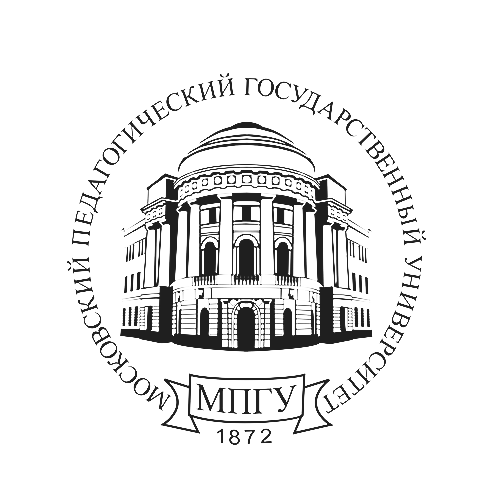 МОСКОВСКИЙ ПЕДАГОГИЧЕСКИЙ ГОСУДАРСТВЕННЫЙ УНИВЕРСИТЕТ
МПГУ
1872